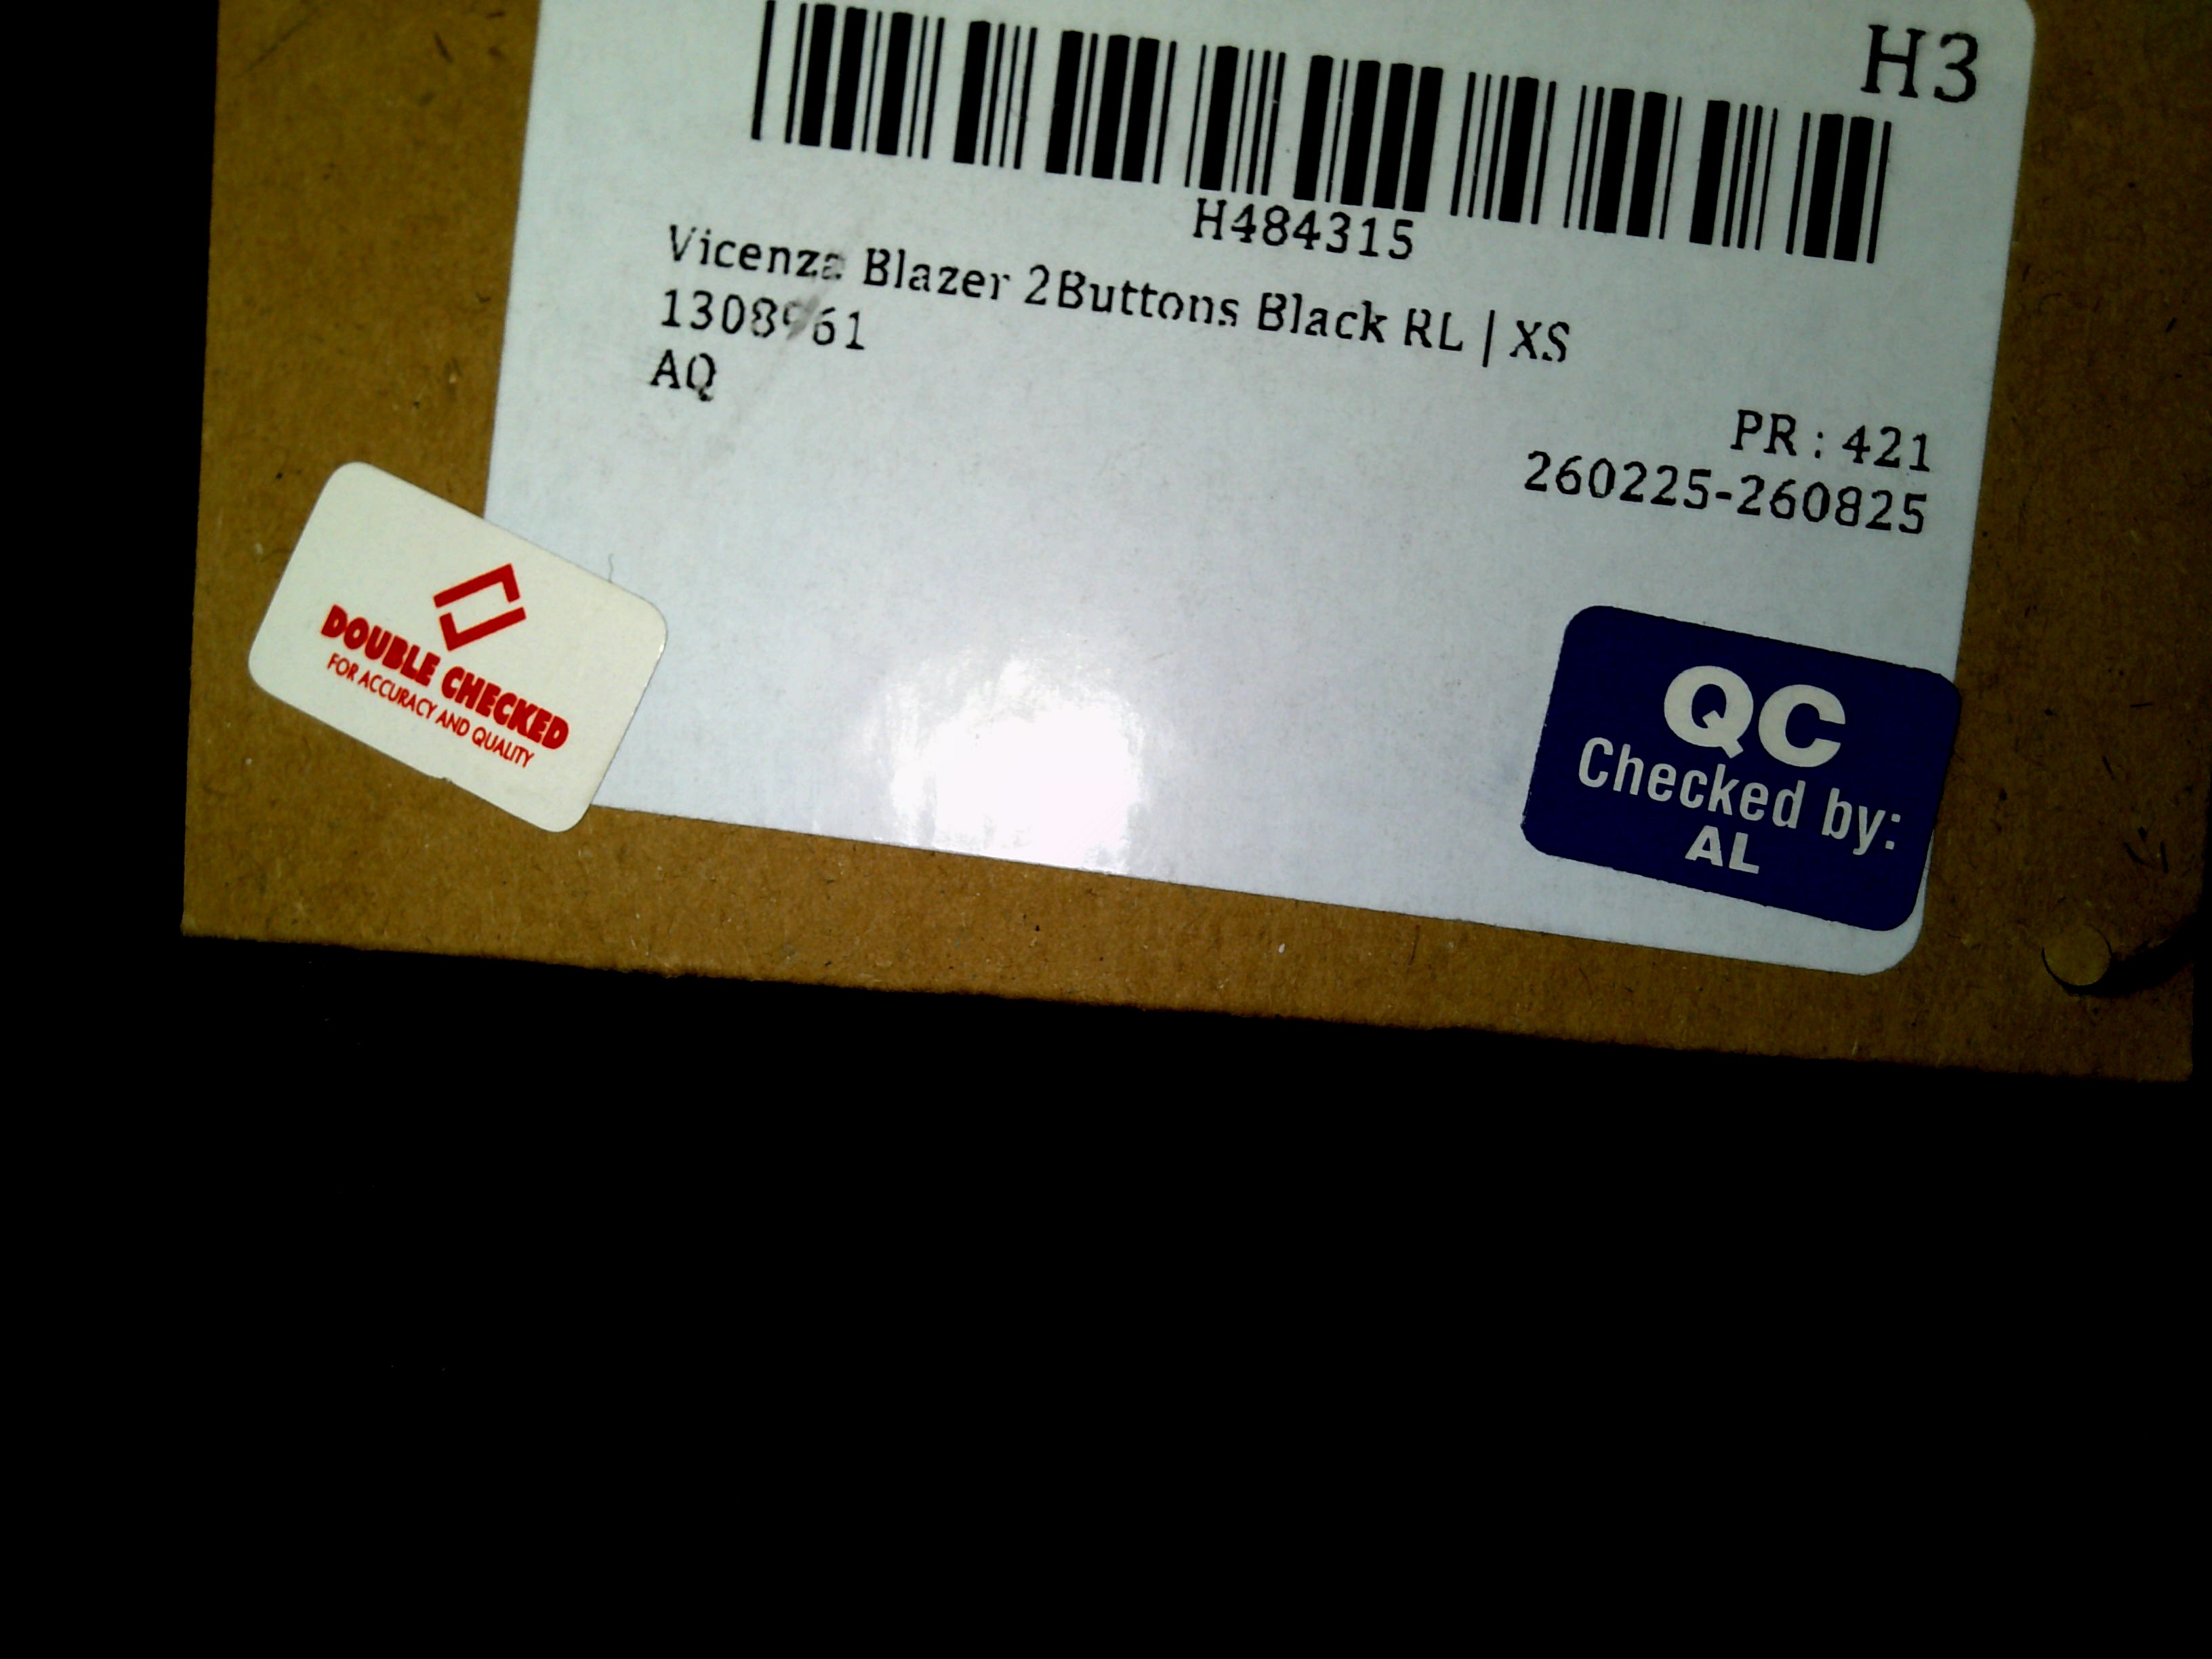 H3
H484315
Vicenza Blazer 2Buttons Black RL | XS
AQ
PR : 421
260225-260825
DOUBLE CHECKED
FOR ACCURACY AND QUALITY
QC
Checked by:
AL